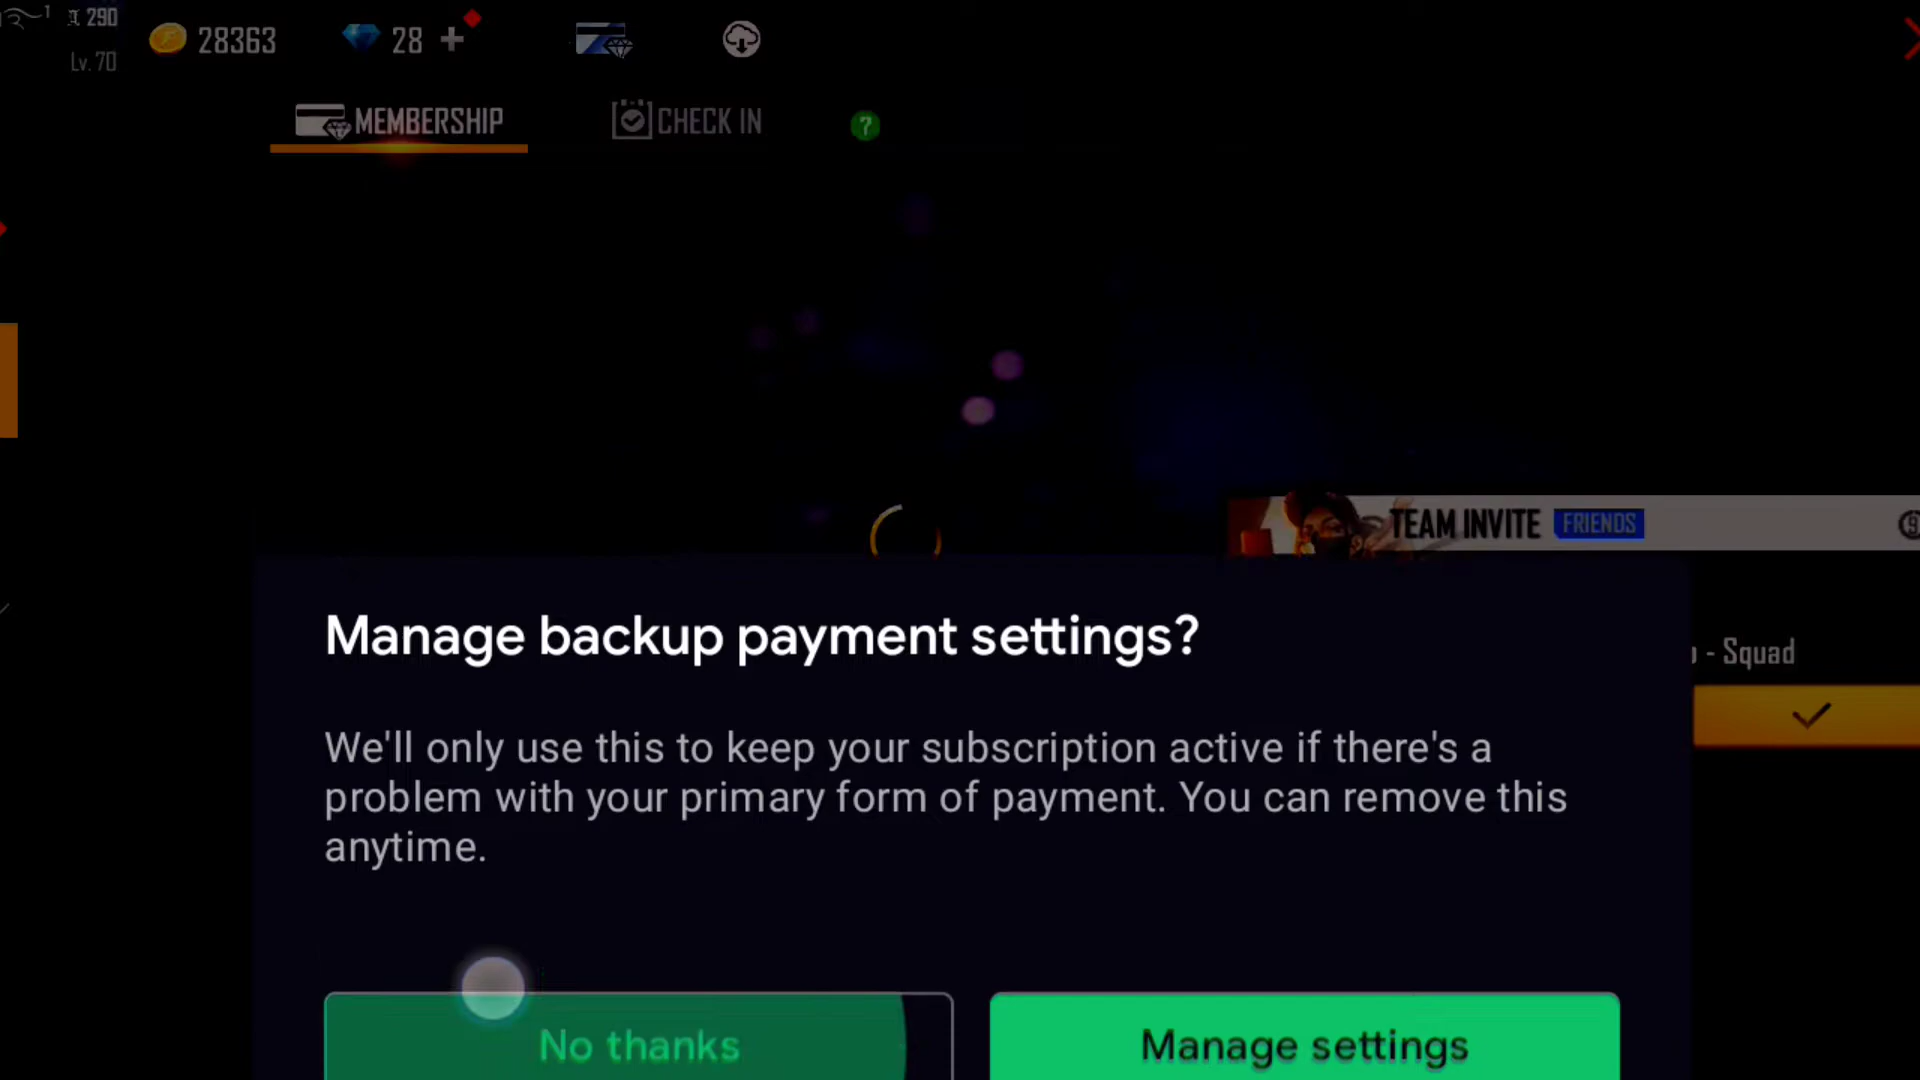 290
Lv. 70
28363
28 +
MEMBERSHIP
CHECK IN
?
TEAM INVITE FRIENDS
- Squad
Manage backup payment settings?
We'll only use this to keep your subscription active if there's a
problem with your primary form of payment. You can remove this
anytime.
No thanks
Manage settings